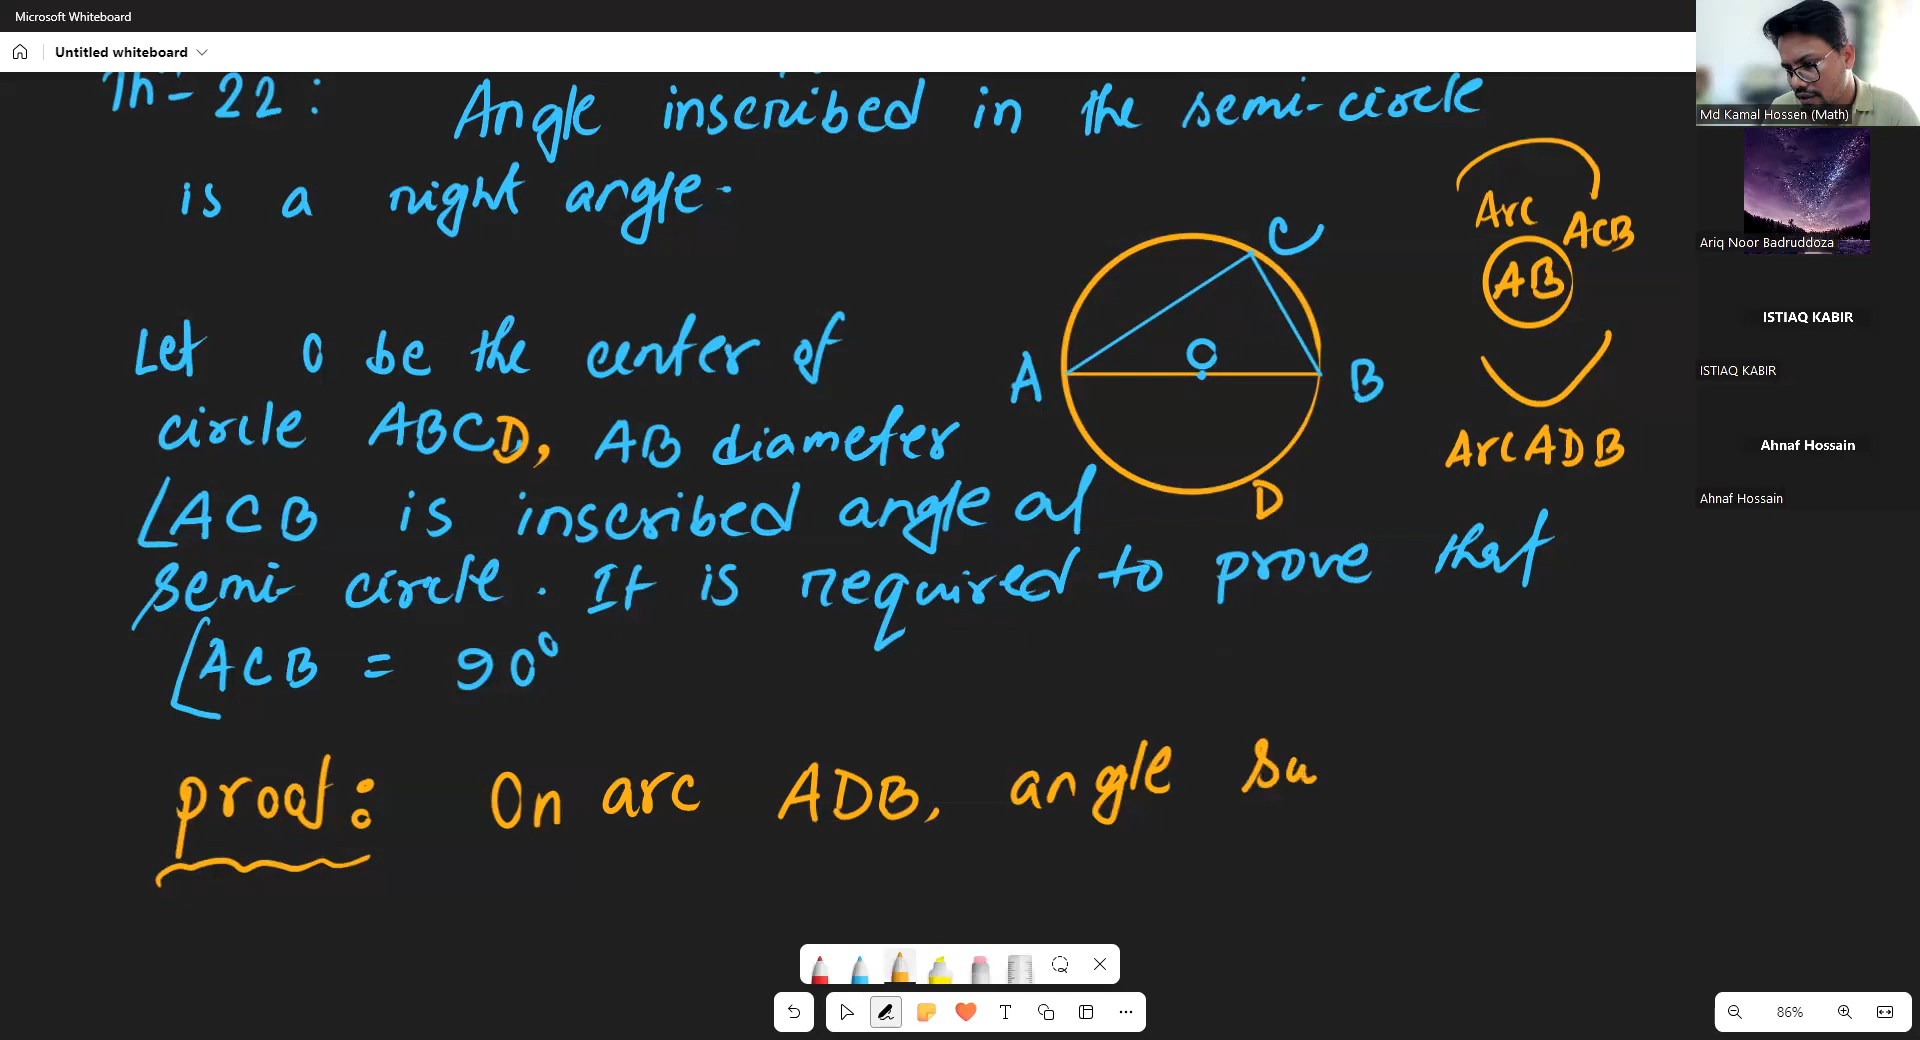 Microsoft Whiteboard
Untitled whiteboard
Th - 22 : Angle inscribed in the semi-circle
is a right angle.
Arc ACB
AB
Arc ADB
C
O
A
B
D
Let O be the center of
circle ABCD, AB diameter
∠ACB is inscribed angle of
semi circle. It is required to prove that
∠ACB = 90°
proof : On arc ADB, angle su
Md Kamal Hossen (Math)
Ariq Noor Badruddoza
ISTIAQ KABIR
ISTIAQ KABIR
Ahnaf Hossain
Ahnaf Hossain
86%